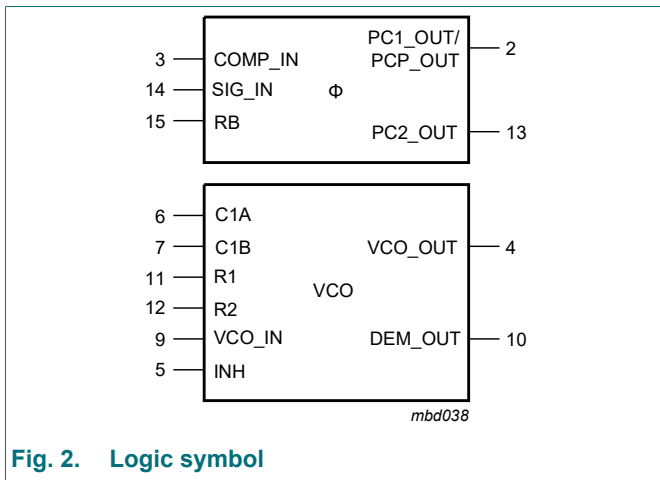 PC1_OUT/
PCP_OUT
2
3
COMP_IN
14
SIG_IN
Φ
15
RB
PC2_OUT
13
6
C1A
7
C1B
VCO_OUT
4
11
R1
VCO
12
R2
9
VCO_IN
DEM_OUT
10
5
INH
mbd038
Fig. 2. Logic symbol